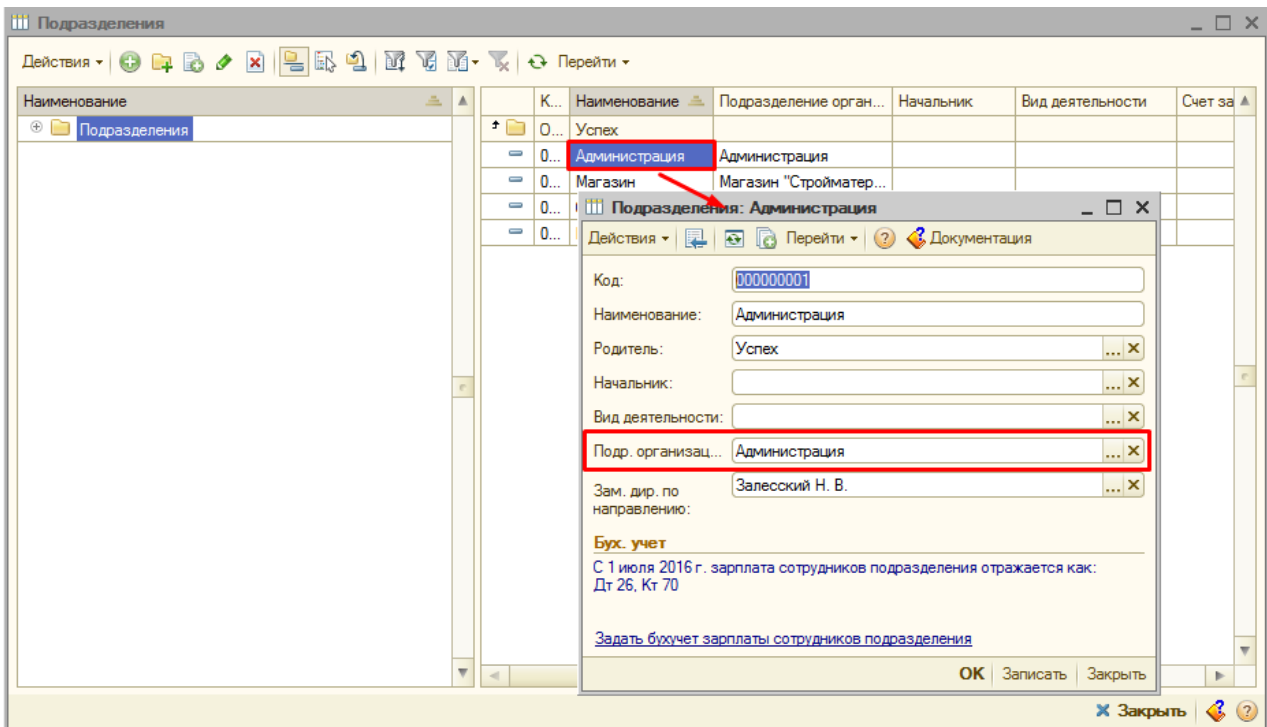 Подразделения
Действия Перейти
Наименование
Подразделения
К... Наименование Подразделение орган... Начальник Вид деятельности Счет за
О... Успех
0... Администрация Администрация
0... Магазин Магазин "Стройматер...
0...
0...
Подразделения: Администрация
Действия Перейти Документация
Код: 000000001
Наименование: Администрация
Родитель: Успех ...
Начальник: ...
Вид деятельности: ...
Подр. организац... Администрация ...
Зам. дир. по направлению: Залесский Н. В. ...
Бух. учет
С 1 июля 2016 г. зарплата сотрудников подразделения отражается как:
Дт 26, Кт 70
Задать бухучет зарплаты сотрудников подразделения
ОК Записать Закрыть
Закрыть